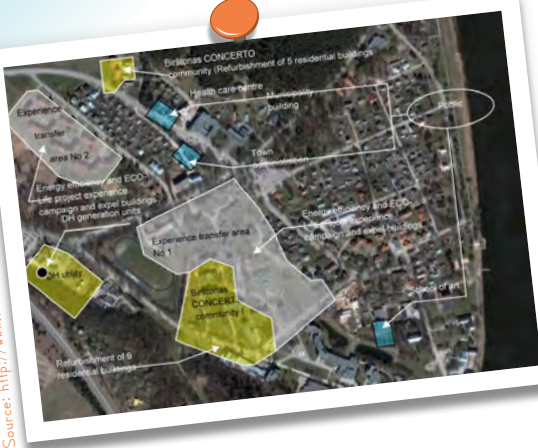 Birštonas CONCERTO
community (Refurbishment of 5 residential buildings
Health care centre
Municipality
building
Public
Experience
transfer
area No 2
Town
Energy efficiency and ECO-
Life project experience
campaign and expel buildings
DH generation units
Energy efficiency and ECO-
experience
campaign and expel buildings
Experience transfer area
No 1
DH utility
Birštonas
CONCERT
community I
School of art
Refurbishment of 6
residential buildings
Source: http://www.